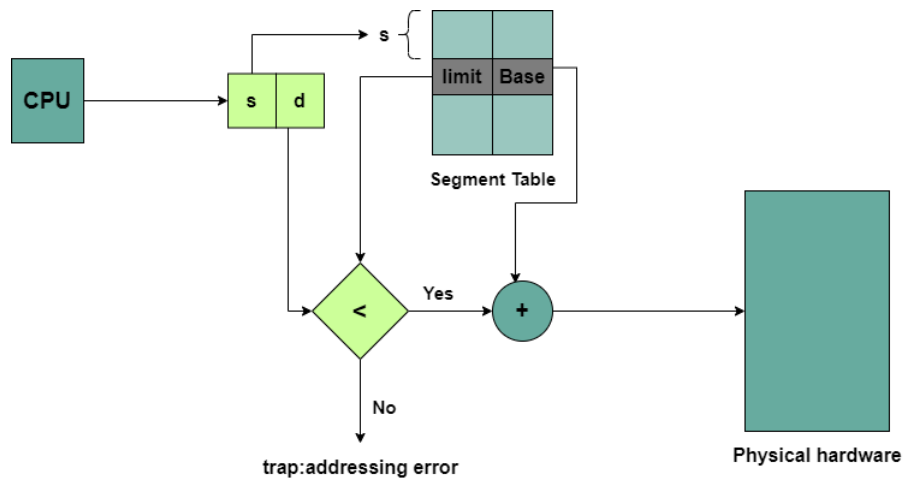 s
CPU
s d
limit Base
Segment Table
<
Yes
+
No
trap:addressing error
Physical hardware